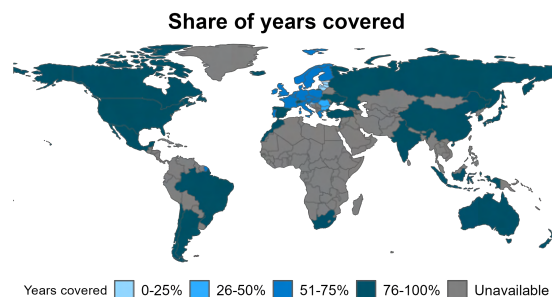 Share of years covered
Years covered 0-25% 26-50% 51-75% 76-100% Unavailable